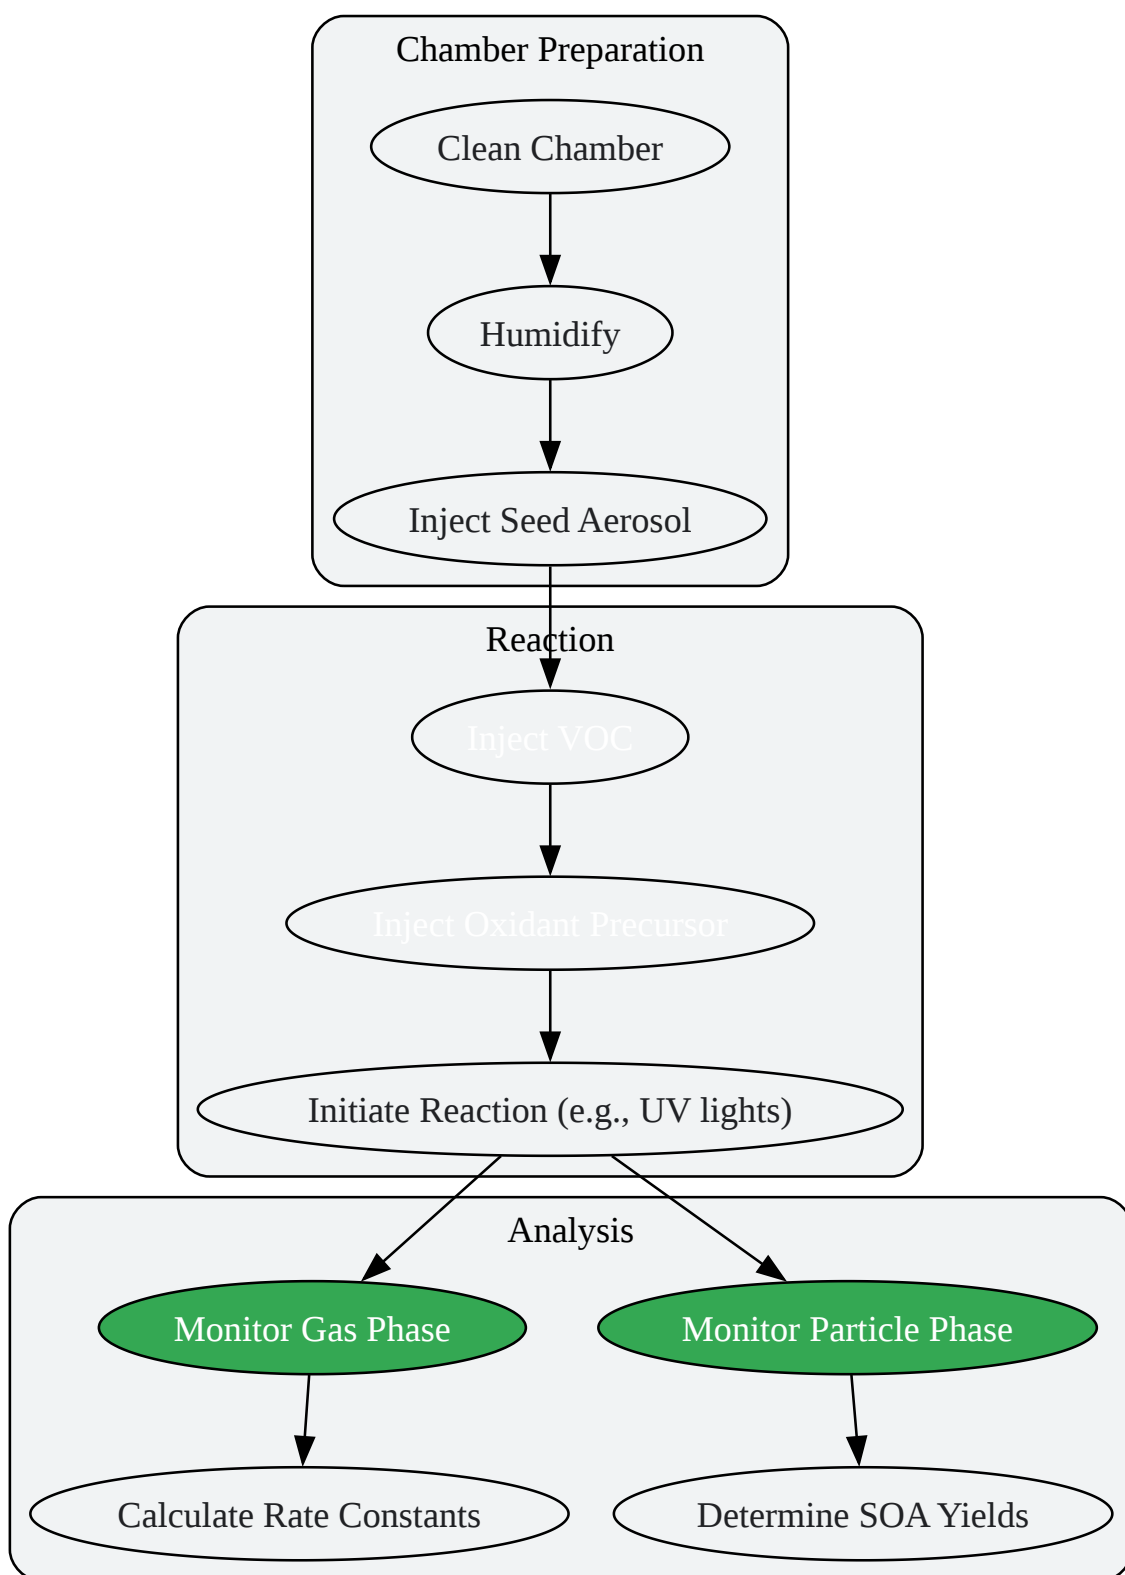 Chamber Preparation
Clean Chamber
Humidify
Inject Seed Aerosol
Reaction
Inject VOC
Inject Oxidant Precursor
Initiate Reaction (e.g., UV lights)
Analysis
Monitor Gas Phase
Monitor Particle Phase
Calculate Rate Constants
Determine SOA Yields